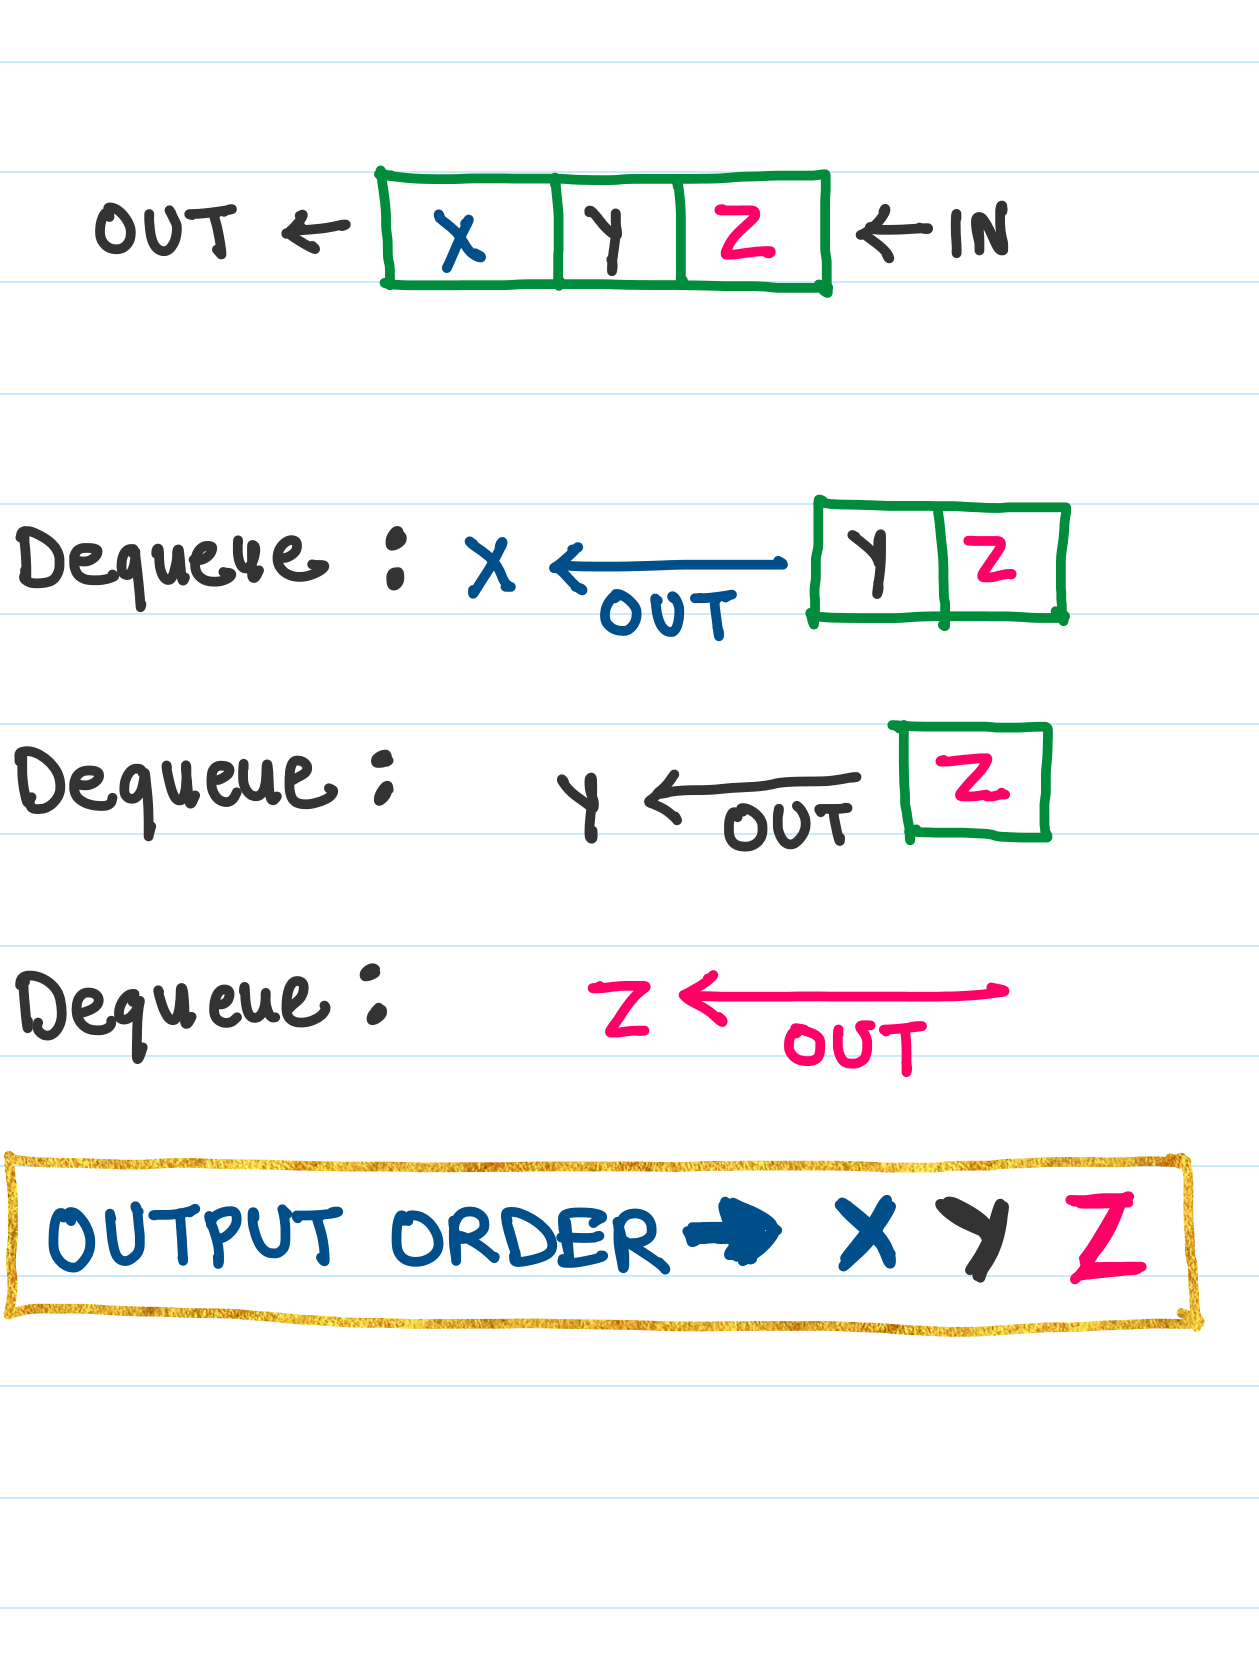 OUT ← X Y Z ← IN
Dequeue : X ← OUT Y Z
Dequeue : Y ← OUT Z
Dequeue : Z ← OUT
OUTPUT ORDER → X Y Z